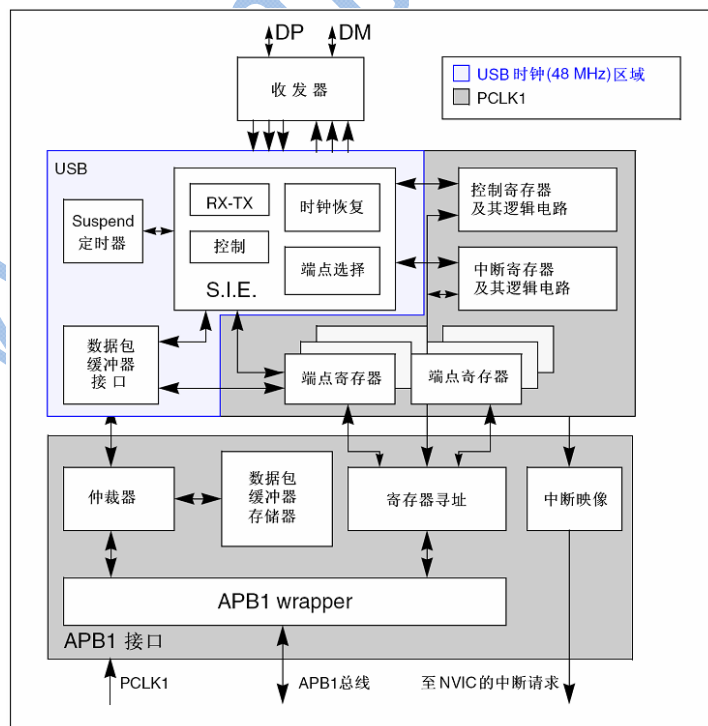 DP
DM
收发器
USB时钟(48 MHz)区域
PCLK1
USB
Suspend
定时器
RX-TX
控制
S.I.E.
时钟恢复
端点选择
控制寄存器
及其逻辑电路
中断寄存器
及其逻辑电路
数据包
缓冲器
接口
端点寄存器
端点寄存器
仲裁器
数据包
缓冲器
存储器
寄存器寻址
中断映像
APB1 wrapper
APB1 接口
PCLK1
APB1总线
至NVIC的中断请求